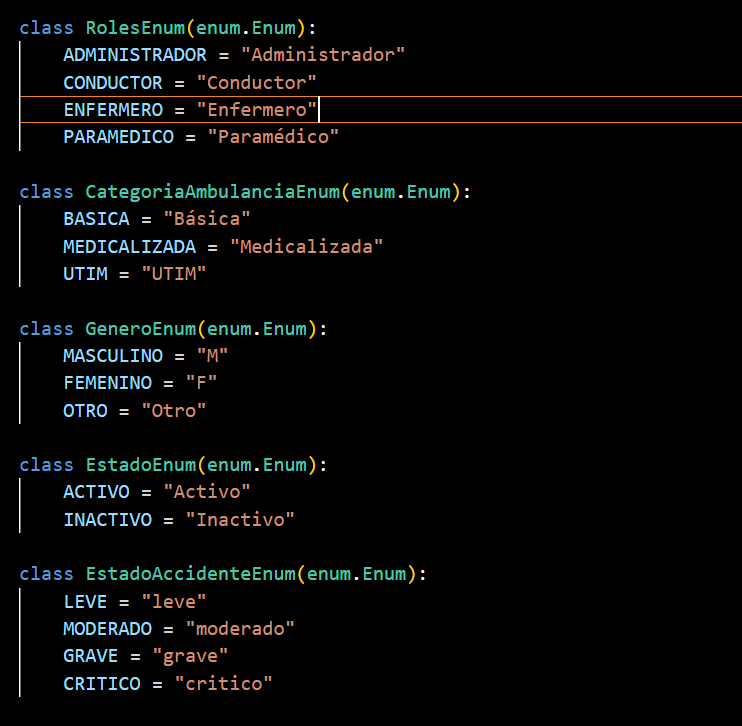 class RolesEnum(enum.Enum):
    ADMINISTRADOR = "Administrador"
    CONDUCTOR = "Conductor"
    ENFERMERO = "Enfermero"
    PARAMEDICO = "Paramédico"

class CategoriaAmbulanciaEnum(enum.Enum):
    BASICA = "Básica"
    MEDICALIZADA = "Medicalizada"
    UTIM = "UTIM"

class GeneroEnum(enum.Enum):
    MASCULINO = "M"
    FEMENINO = "F"
    OTRO = "Otro"

class EstadoEnum(enum.Enum):
    ACTIVO = "Activo"
    INACTIVO = "Inactivo"

class EstadoAccidenteEnum(enum.Enum):
    LEVE = "leve"
    MODERADO = "moderado"
    GRAVE = "grave"
    CRITICO = "critico"